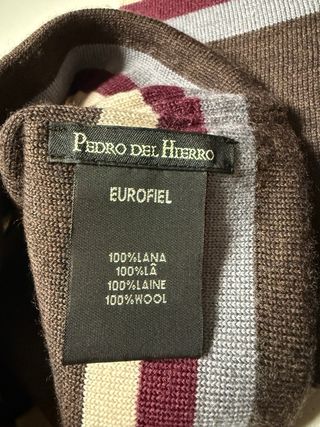 PEDRO DEL HIERRO
EUROFIEL
100%LANA
100%LÃ
100%LAINE
100%WOOL